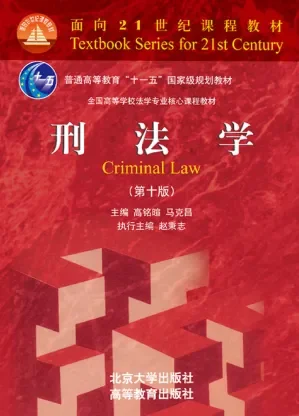 面向21世纪课程教材
Textbook Series for 21st Century
十一五
普通高等教育“十一五”国家级规划教材
全国高等学校法学专业核心课程教材
刑法学
Criminal Law
(第十版)
主编 高铭暄 马克昌
执行主编 赵秉志
北京大学出版社
高等教育出版社